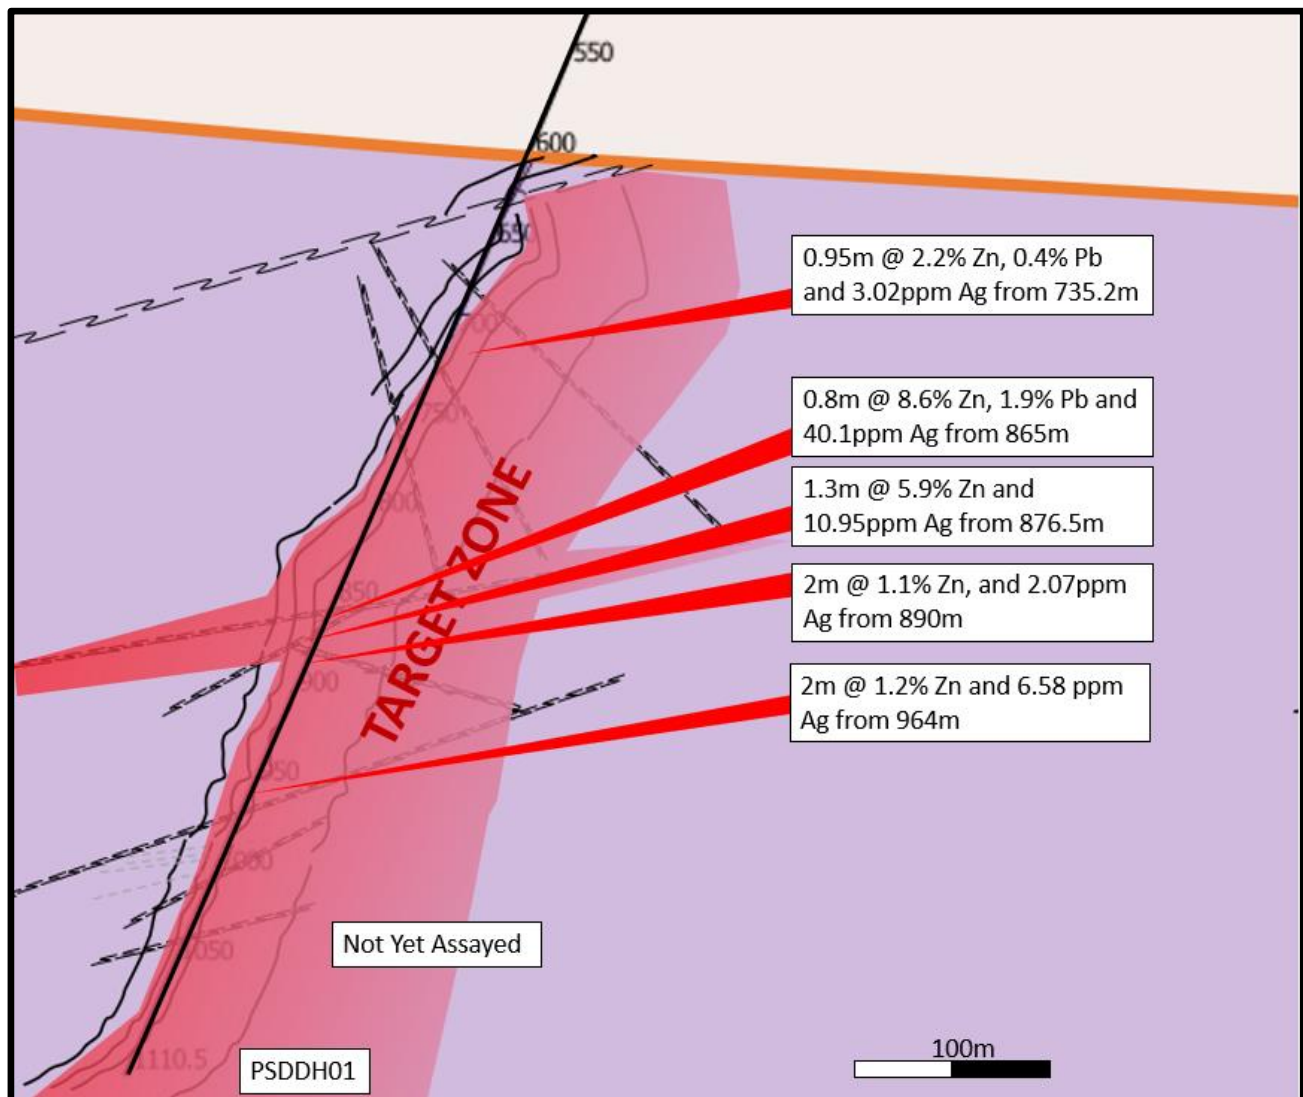 550
600
650
700
0.95m @ 2.2% Zn, 0.4% Pb
and 3.02ppm Ag from 735.2m
750
0.8m @ 8.6% Zn, 1.9% Pb and
40.1ppm Ag from 865m
800
1.3m @ 5.9% Zn and
10.95ppm Ag from 876.5m
TARGET ZONE
850
2m @ 1.1% Zn, and 2.07ppm
Ag from 890m
900
2m @ 1.2% Zn and 6.58 ppm
Ag from 964m
950
1000
Not Yet Assayed
1050
1110.5
PSDDH01
100m